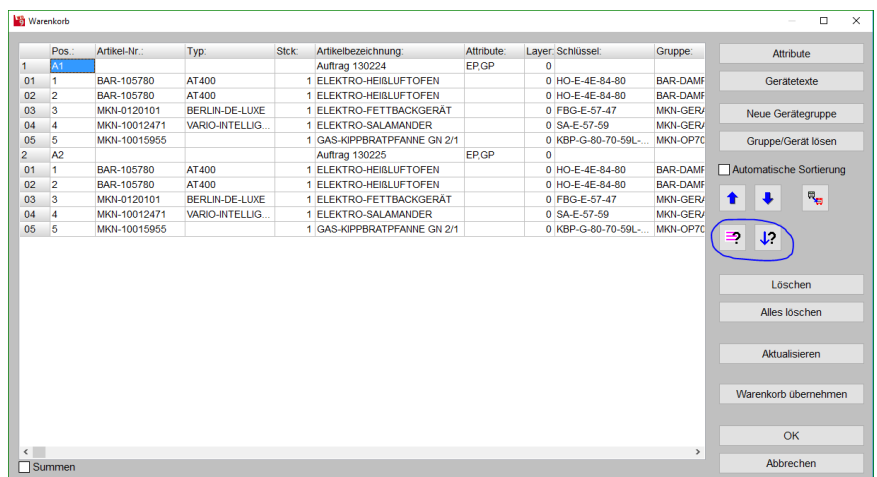 Warenkorb
Pos.: Artikel-Nr.: Typ: Stck: Artikelbezeichnung: Attribute: Layer: Schlüssel: Gruppe:
1 A1 Auftrag 130224 EP,GP 0
01 1 BAR-105780 AT400 1 ELEKTRO-HEIßLUFTOFEN 0 HO-E-4E-84-80 BAR-DAMF
02 2 BAR-105780 AT400 1 ELEKTRO-HEIßLUFTOFEN 0 HO-E-4E-84-80 BAR-DAMF
03 3 MKN-0120101 BERLIN-DE-LUXE 1 ELEKTRO-FETTBACKGERÄT 0 FBG-E-57-47 MKN-GERÄ
04 4 MKN-10012471 VARIO-INTELLIG... 1 ELEKTRO-SALAMANDER 0 SA-E-57-59 MKN-GERÄ
05 5 MKN-10015955 1 GAS-KIPPBRATPFANNE GN 2/1 0 KBP-G-80-70-59L-... MKN-OP70
2 A2 Auftrag 130225 EP,GP 0
01 1 BAR-105780 AT400 1 ELEKTRO-HEIßLUFTOFEN 0 HO-E-4E-84-80 BAR-DAMF
02 2 BAR-105780 AT400 1 ELEKTRO-HEIßLUFTOFEN 0 HO-E-4E-84-80 BAR-DAMF
03 3 MKN-0120101 BERLIN-DE-LUXE 1 ELEKTRO-FETTBACKGERÄT 0 FEG-E-57-47 MKN-GERÄ
04 4 MKN-10012471 VARIO-INTELLIG... 1 ELEKTRO-SALAMANDER 0 SA-E-57-59 MKN-GERÄ
05 5 MKN-10015955 1 GAS-KIPPBRATPFANNE GN 2/1 0 KBP-G-80-70-59L-... MKN-OP70
Summen
Attribute
Gerätetexte
Neue Gerätegruppe
Gruppe/Gerät lösen
Automatische Sortierung
? ?
Löschen
Alles löschen
Aktualisieren
Warenkorb übernehmen
OK
Abbrechen